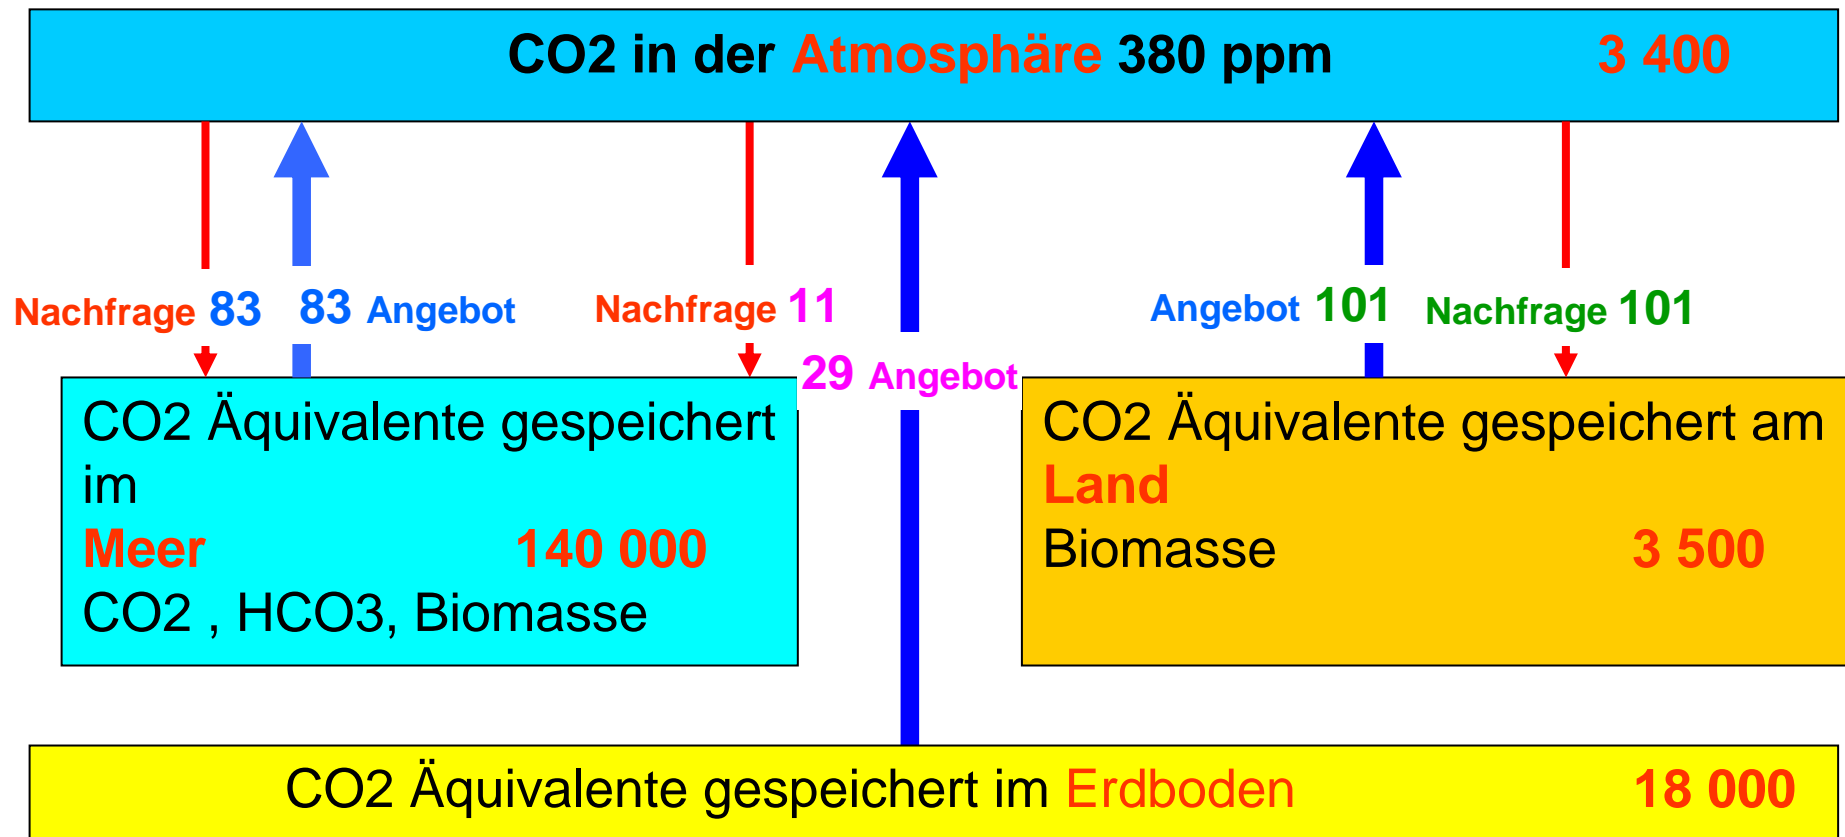 CO2 in der Atmosphäre 380 ppm 3 400
Nachfrage 83 83 Angebot Nachfrage 11 Angebot 101 Nachfrage 101
29 Angebot
CO2 Äquivalente gespeichert
im
Meer 140 000
CO2 , HCO3, Biomasse
CO2 Äquivalente gespeichert am
Land
Biomasse 3 500
CO2 Äquivalente gespeichert im Erdboden 18 000